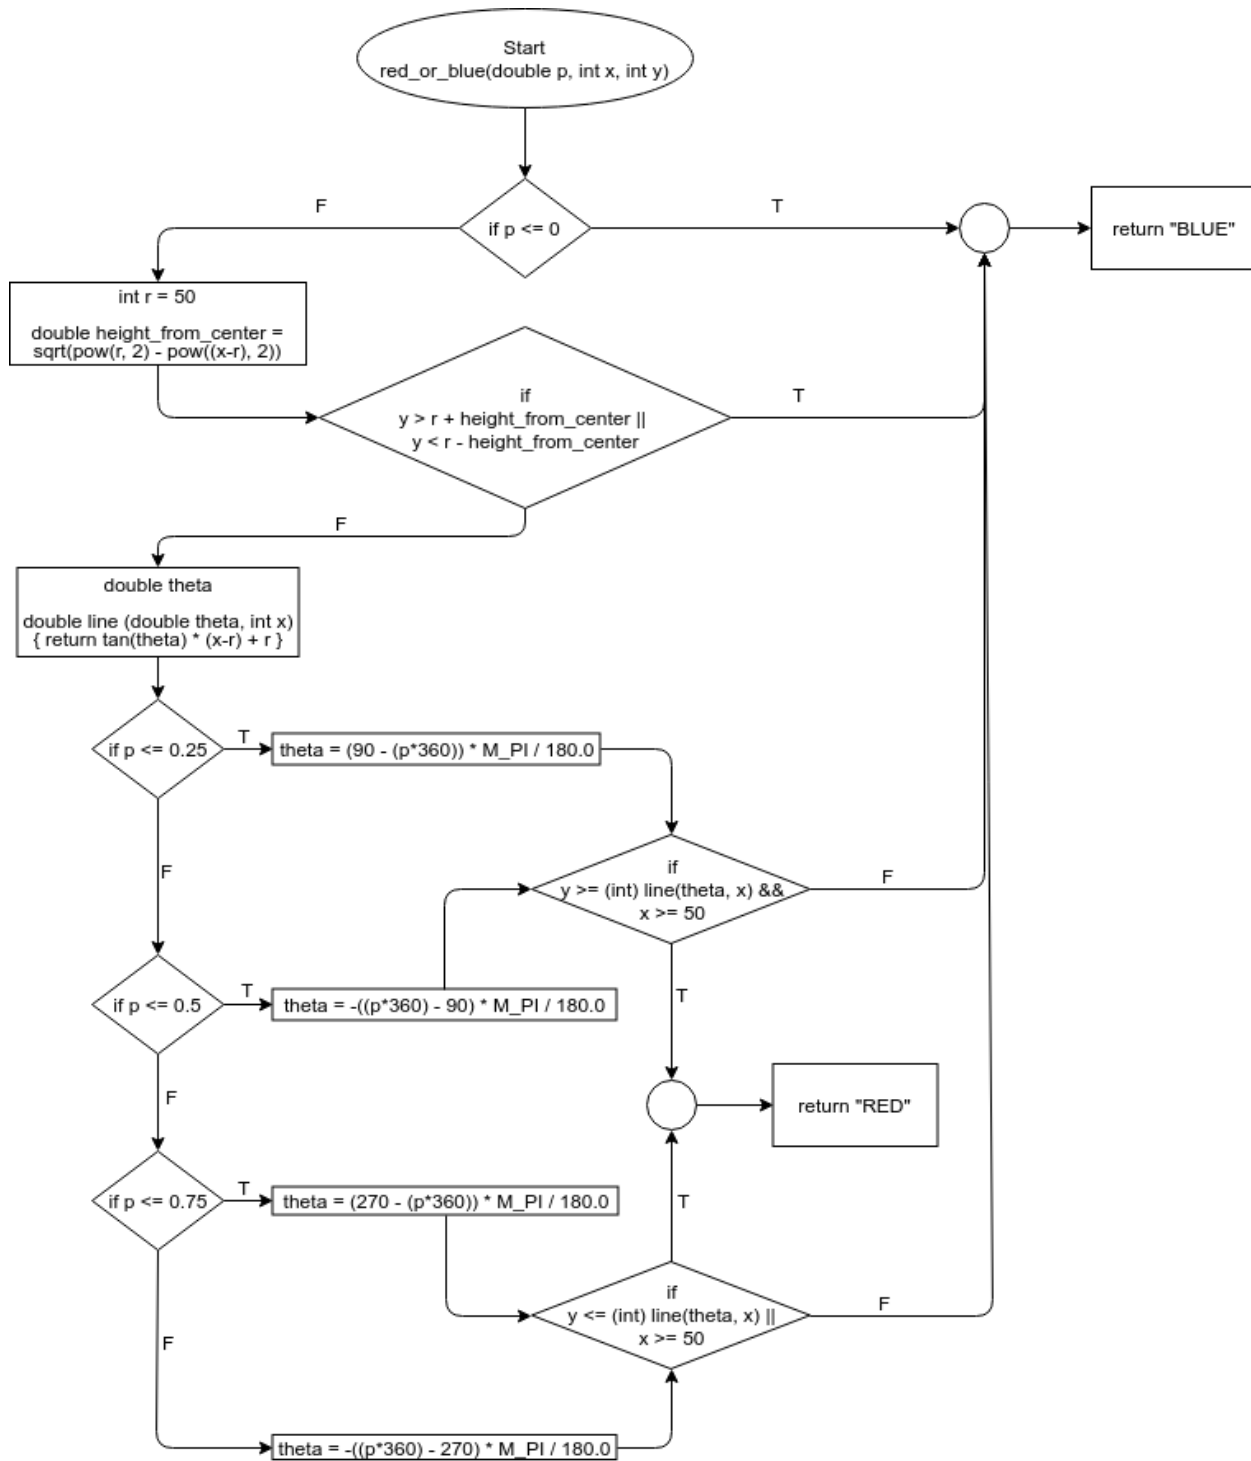 Start
red_or_blue(double p, int x, int y)
F
T
if p <= 0
return "BLUE"
int r = 50
double height_from_center =
sqrt(pow(r, 2) - pow((x-r), 2))
if
y > r + height_from_center ||
y < r - height_from_center
T
F
double theta
double line (double theta, int x)
{ return tan(theta) * (x-r) + r }
if p <= 0.25
T
theta = (90 - (p*360)) * M_PI / 180.0
F
if
y >= (int) line(theta, x) &&
x >= 50
F
T
if p <= 0.5
T
theta = -((p*360) - 90) * M_PI / 180.0
F
return "RED"
if p <= 0.75
T
theta = (270 - (p*360)) * M_PI / 180.0
T
if
y <= (int) line(theta, x) ||
x >= 50
F
F
theta = -((p*360) - 270) * M_PI / 180.0